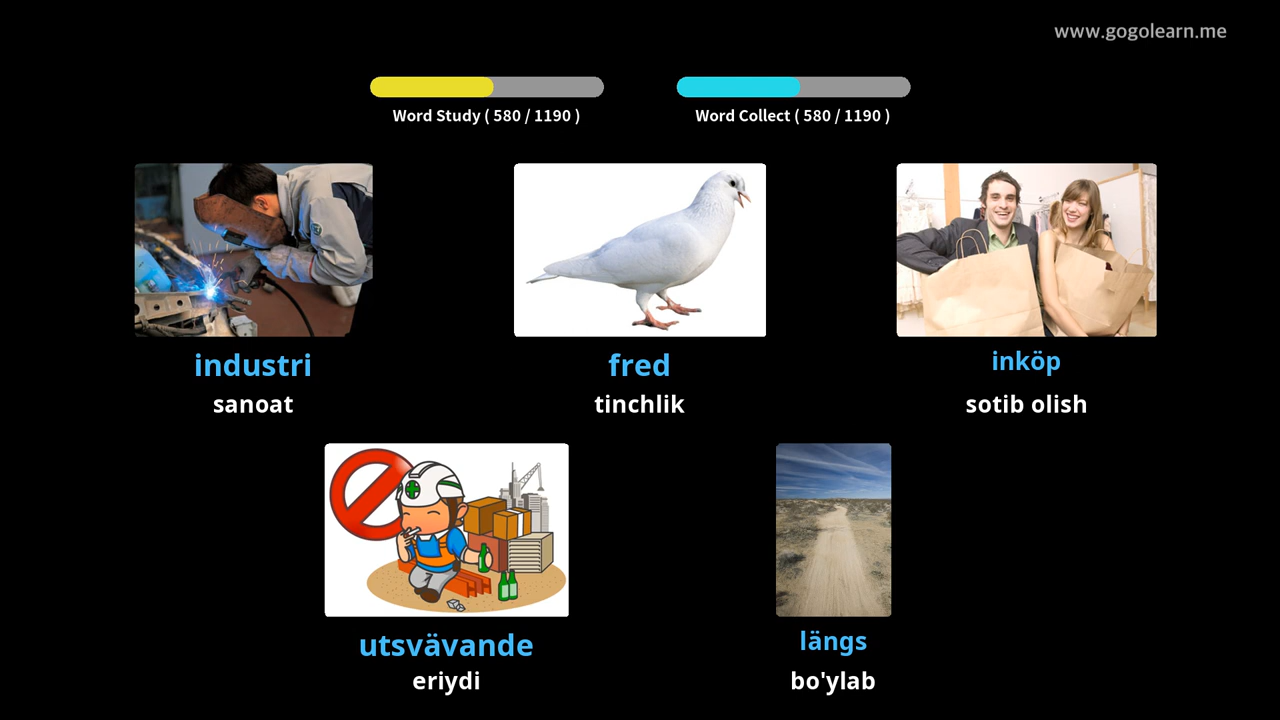 www.gogolearn.me
Word Study ( 580 / 1190 )
Word Collect ( 580 / 1190 )
industri
fred
inköp
sanoat
tinchlik
sotib olish
utsvävande
längs
eriydi
bo'ylab